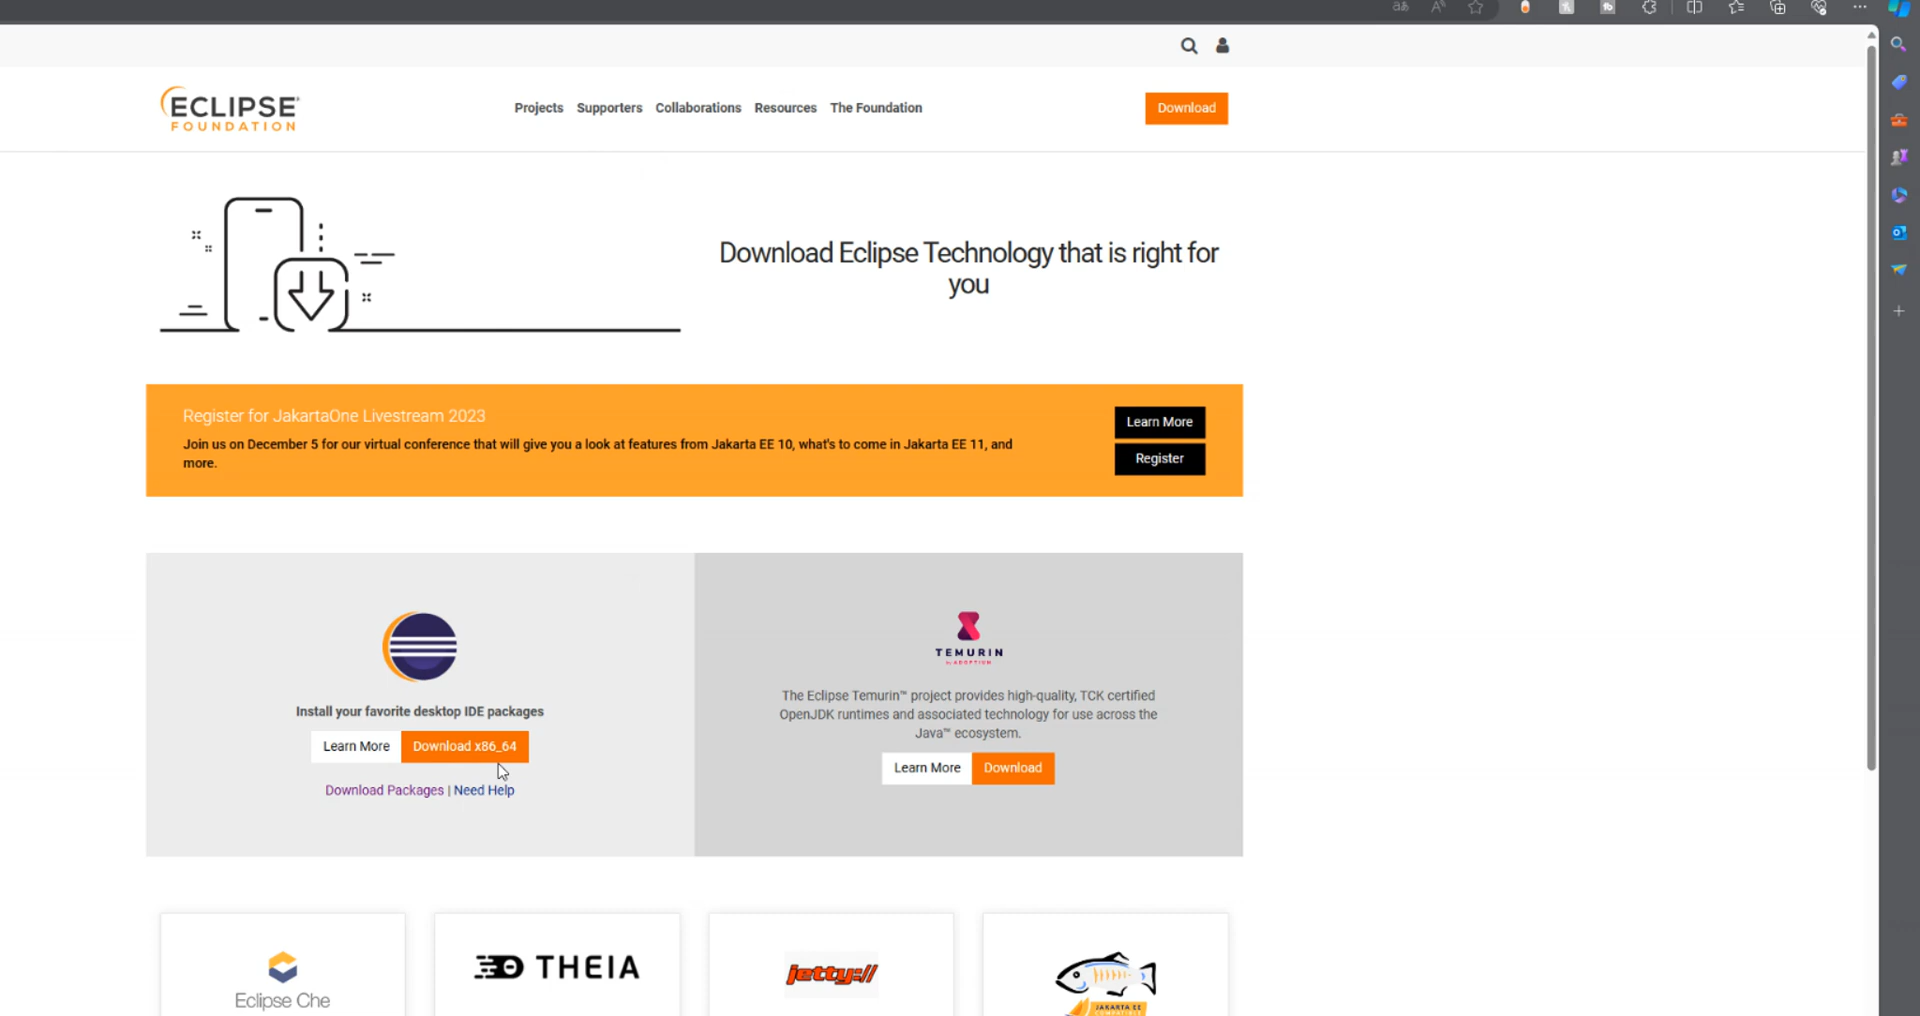 ECLIPSE
FOUNDATION
Projects Supporters Collaborations Resources The Foundation
Download
Download Eclipse Technology that is right for
you
Register for JakartaOne Livestream 2023
Join us on December 5 for our virtual conference that will give you a look at features from Jakarta EE 10, what's to come in Jakarta EE 11, and
more.
Learn More
Register
Install your favorite desktop IDE packages
Learn More Download x86_64
Download Packages | Need Help
TEMURIN
by ADOPTIUM
The Eclipse Temurin™ project provides high-quality, TCK certified
OpenJDK runtimes and associated technology for use across the
Java™ ecosystem.
Learn More Download
Eclipse Che
THEIA
jetty://
JAKARTA EE
COMPATIBLE